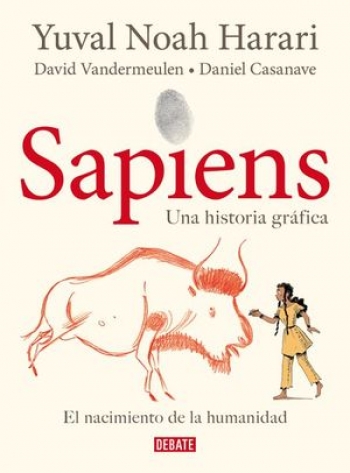 Yuval Noah Harari
David Vandermeulen • Daniel Casanave
Sapiens
Una historia gráfica
El nacimiento de la humanidad
DEBATE